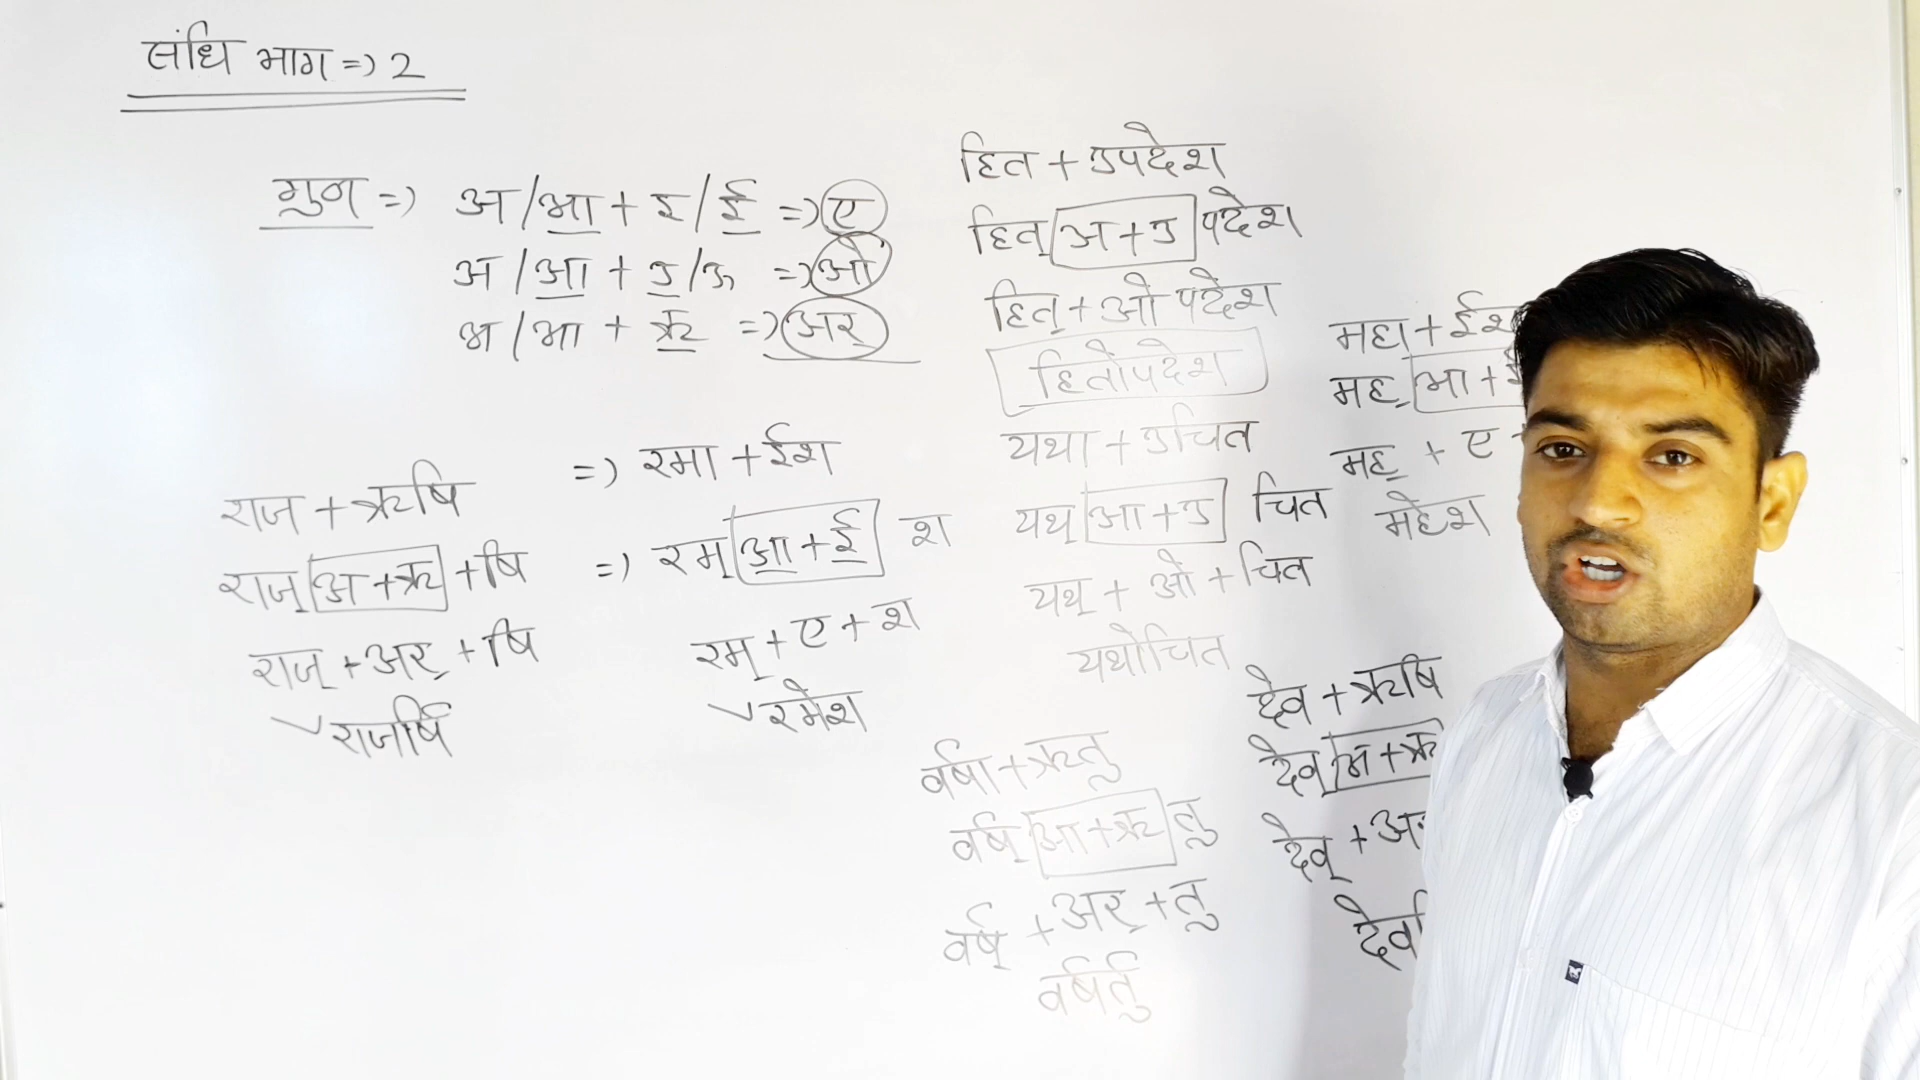 संधि भाग => 2
गुण => अ/आ + इ/ई => ए
अ/आ + उ/ऊ => ओ
अ/आ + ऋ => अर्
राज + ऋषि
राज् अ + ऋ + षि
राज् + अर् + षि
राजर्षि
=> रमा + ईश
=> रम् आ + ई श
रम् + ए + श
रमेश
हित + उपदेश
हित् अ + उ पदेश
हित् + ओ पदेश
हितोपदेश
यथा + उचित
यथ् आ + उ चित
यथ् + ओ + चित
यथोचित
वर्षा + ऋतु
वर्ष् आ + ऋ तु
वर्ष् + अर् + तु
वर्षर्तु
महा + ईश
मह् आ + ई
मह् + ए +
महेश
देव + ऋषि
देव् अ + ऋ
देव् + अर्